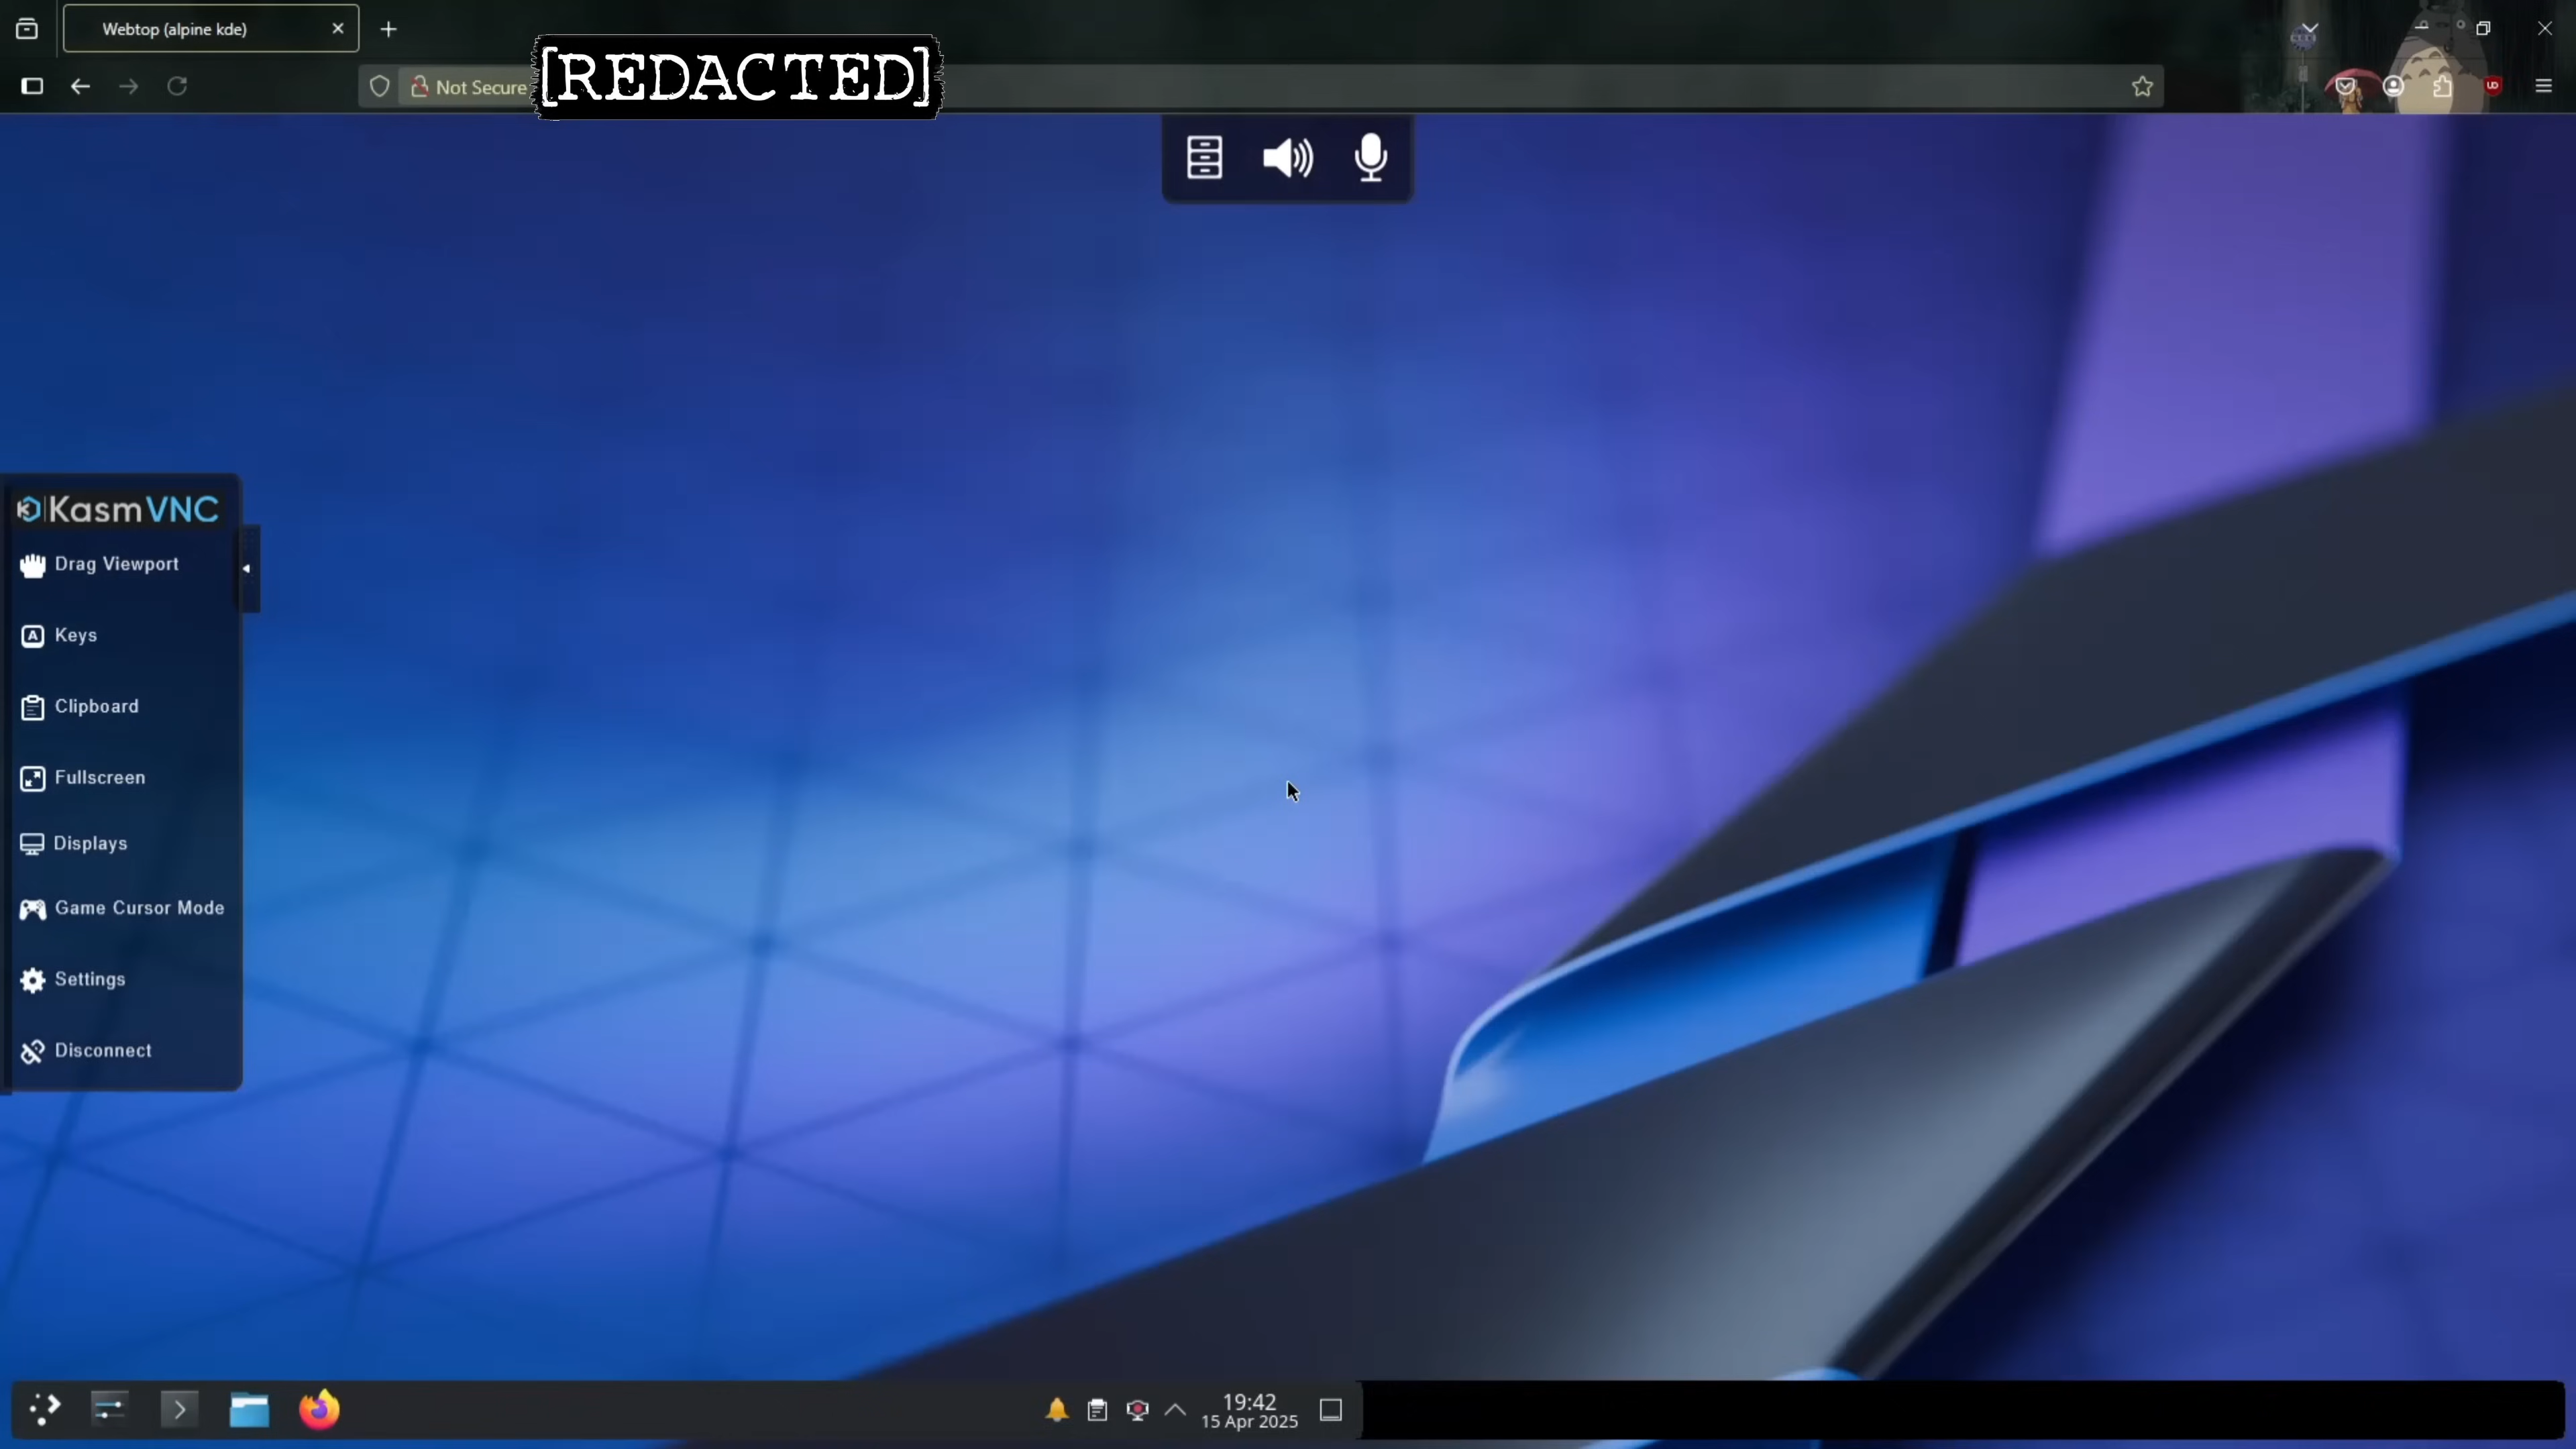 Webtop (alpine kde)
Not Secure
[REDACTED]
KasmVNC
Drag Viewport
A Keys
Clipboard
Fullscreen
Displays
Game Cursor Mode
Settings
Disconnect
19:42
15 Apr 2025